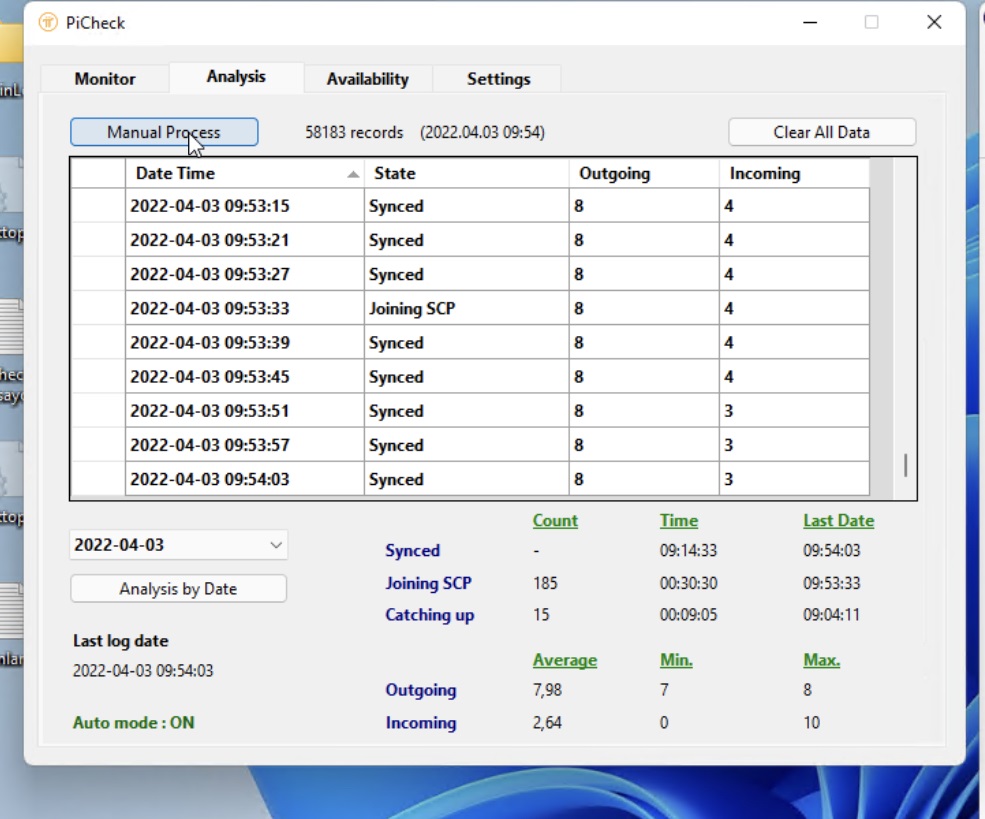 PiCheck
Monitor Analysis Availability Settings
Manual Process 58183 records (2022.04.03 09:54) Clear All Data
Date Time State Outgoing Incoming
2022-04-03 09:53:15 Synced 8 4
2022-04-03 09:53:21 Synced 8 4
2022-04-03 09:53:27 Synced 8 4
2022-04-03 09:53:33 Joining SCP 8 4
2022-04-03 09:53:39 Synced 8 4
2022-04-03 09:53:45 Synced 8 4
2022-04-03 09:53:51 Synced 8 3
2022-04-03 09:53:57 Synced 8 3
2022-04-03 09:54:03 Synced 8 3
Count Time Last Date
2022-04-03
Synced - 09:14:33 09:54:03
Analysis by Date
Joining SCP 185 00:30:30 09:53:33
Catching up 15 00:09:05 09:04:11
Last log date
2022-04-03 09:54:03
Average Min. Max.
Outgoing 7,98 7 8
Auto mode : ON
Incoming 2,64 0 10